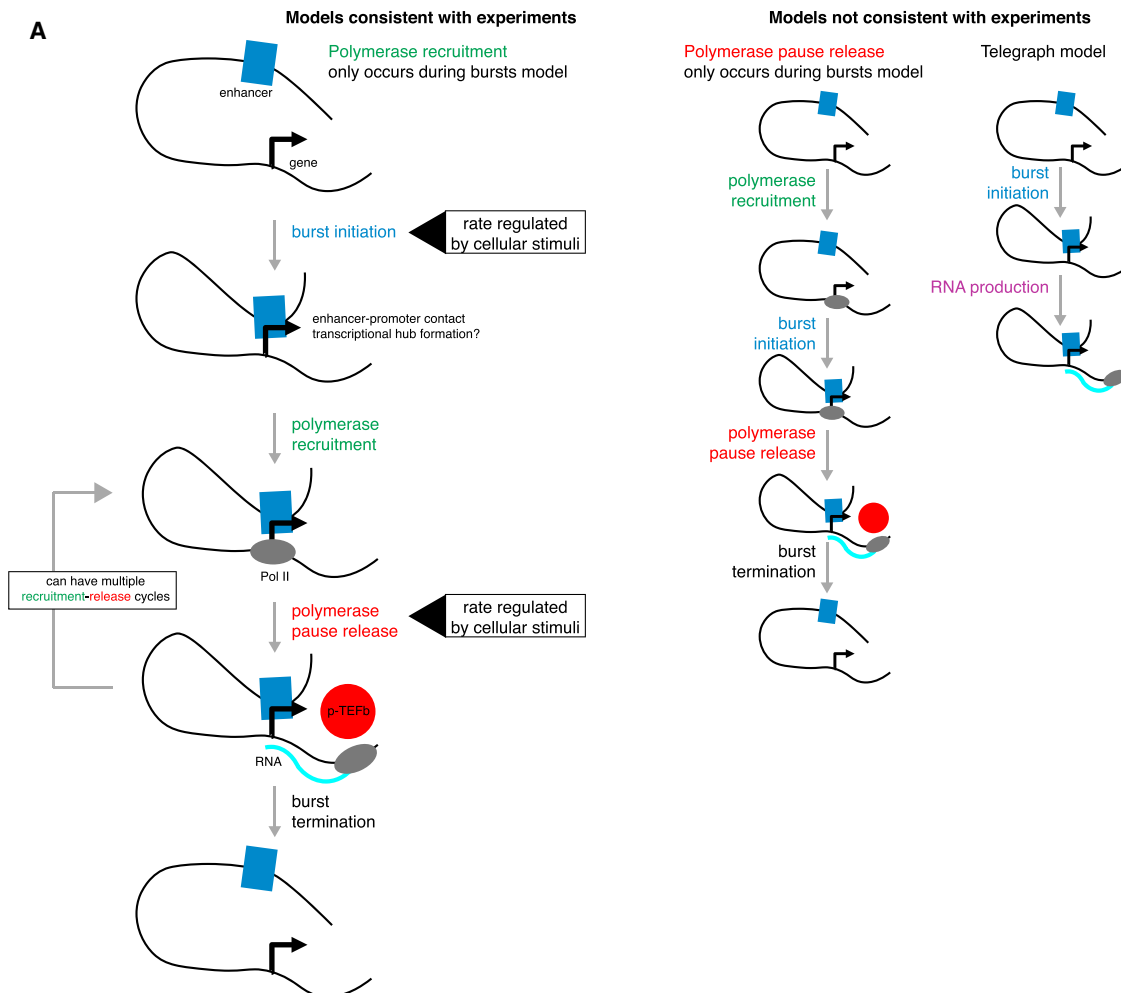 A
Models consistent with experiments
Polymerase recruitment
only occurs during bursts model
enhancer
gene
burst initiation
rate regulated
by cellular stimuli
enhancer-promoter contact
transcriptional hub formation?
polymerase
recruitment
Pol II
can have multiple
recruitment-release cycles
polymerase
pause release
rate regulated
by cellular stimuli
p-TEFb
RNA
burst
termination
Models not consistent with experiments
Polymerase pause release
only occurs during bursts model
polymerase
recruitment
burst
initiation
polymerase
pause release
burst
termination
Telegraph model
burst
initiation
RNA production